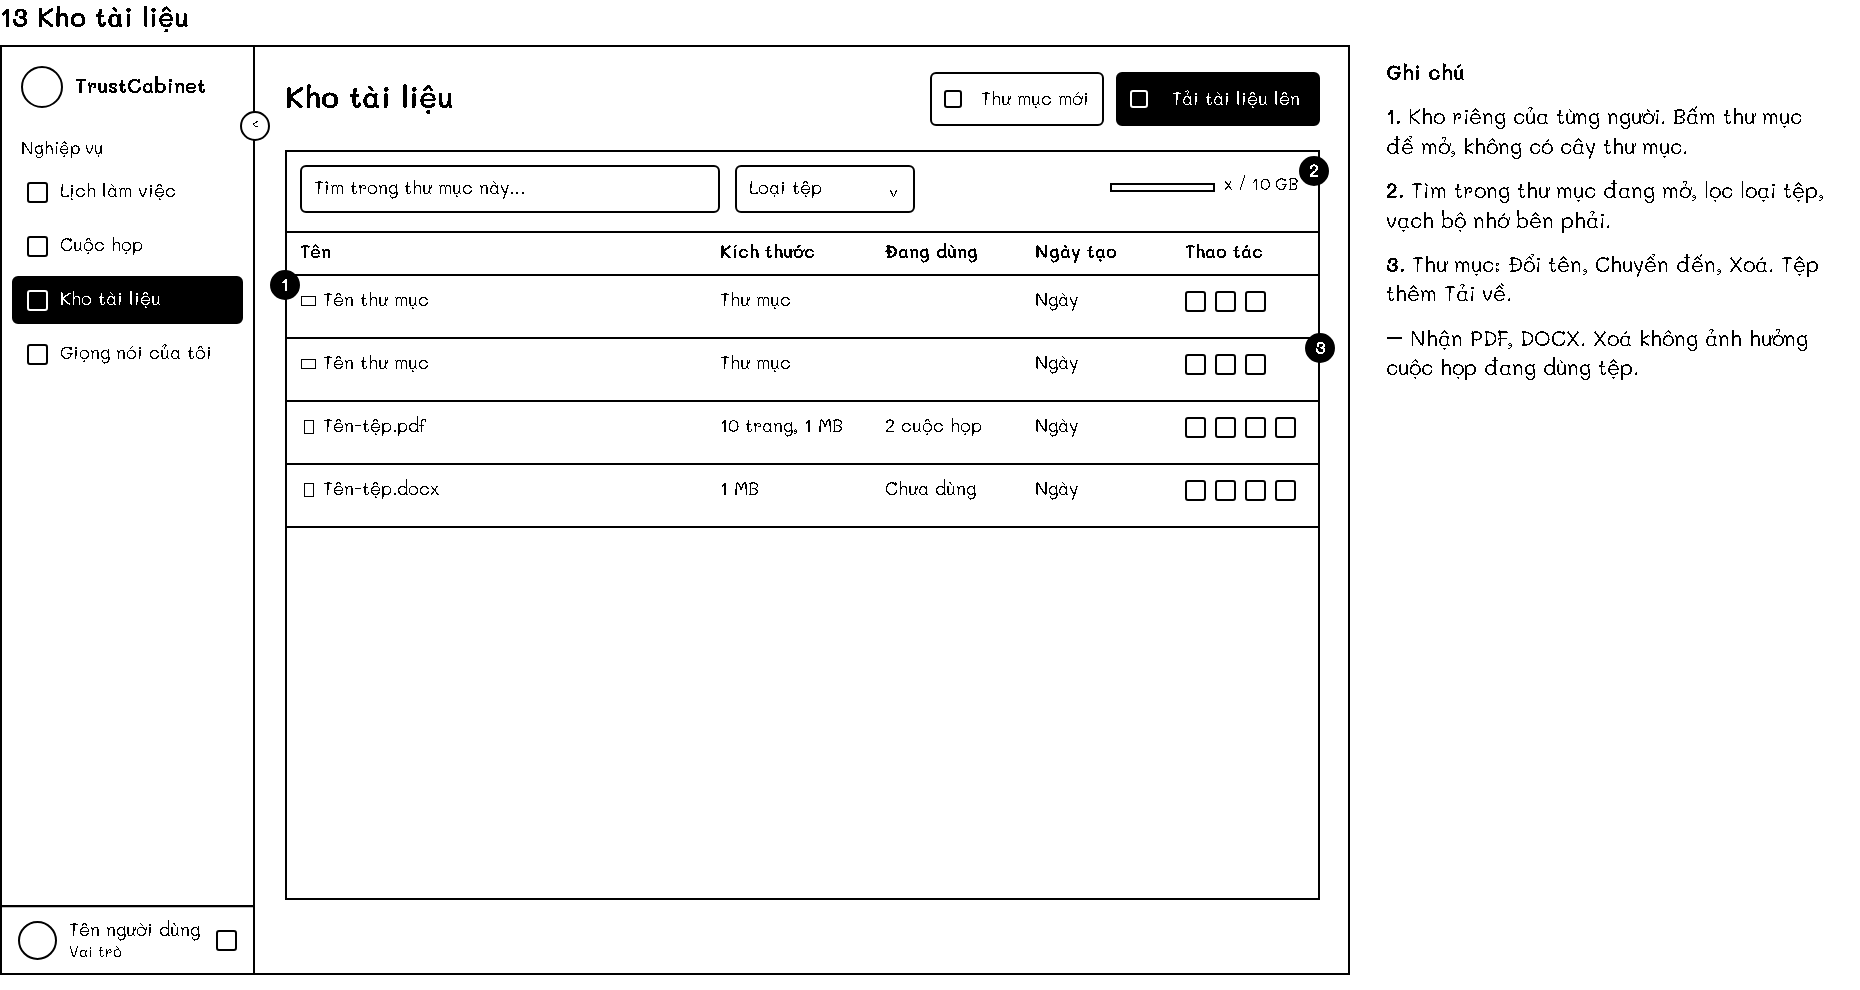 13 Kho tài liệu
TrustCabinet
<
Nghiệp vụ
Lịch làm việc
Cuộc họp
Kho tài liệu
Giọng nói của tôi
Tên người dùng
Vai trò
Kho tài liệu
Thư mục mới
Tải tài liệu lên
Tìm trong thư mục này...
Loại tệp
v
x / 10 GB
2
Tên
Kích thước
Đang dùng
Ngày tạo
Thao tác
1
Tên thư mục
Thư mục
Ngày
Tên thư mục
Thư mục
Ngày
3
Tên-tệp.pdf
10 trang, 1 MB
2 cuộc họp
Ngày
Tên-tệp.docx
1 MB
Chưa dùng
Ngày
Ghi chú
1. Kho riêng của từng người. Bấm thư mục
để mở, không có cây thư mục.
2. Tìm trong thư mục đang mở, lọc loại tệp,
vạch bộ nhớ bên phải.
3. Thư mục: Đổi tên, Chuyển đến, Xoá. Tệp
thêm Tải về.
— Nhận PDF, DOCX. Xoá không ảnh hưởng
cuộc họp đang dùng tệp.